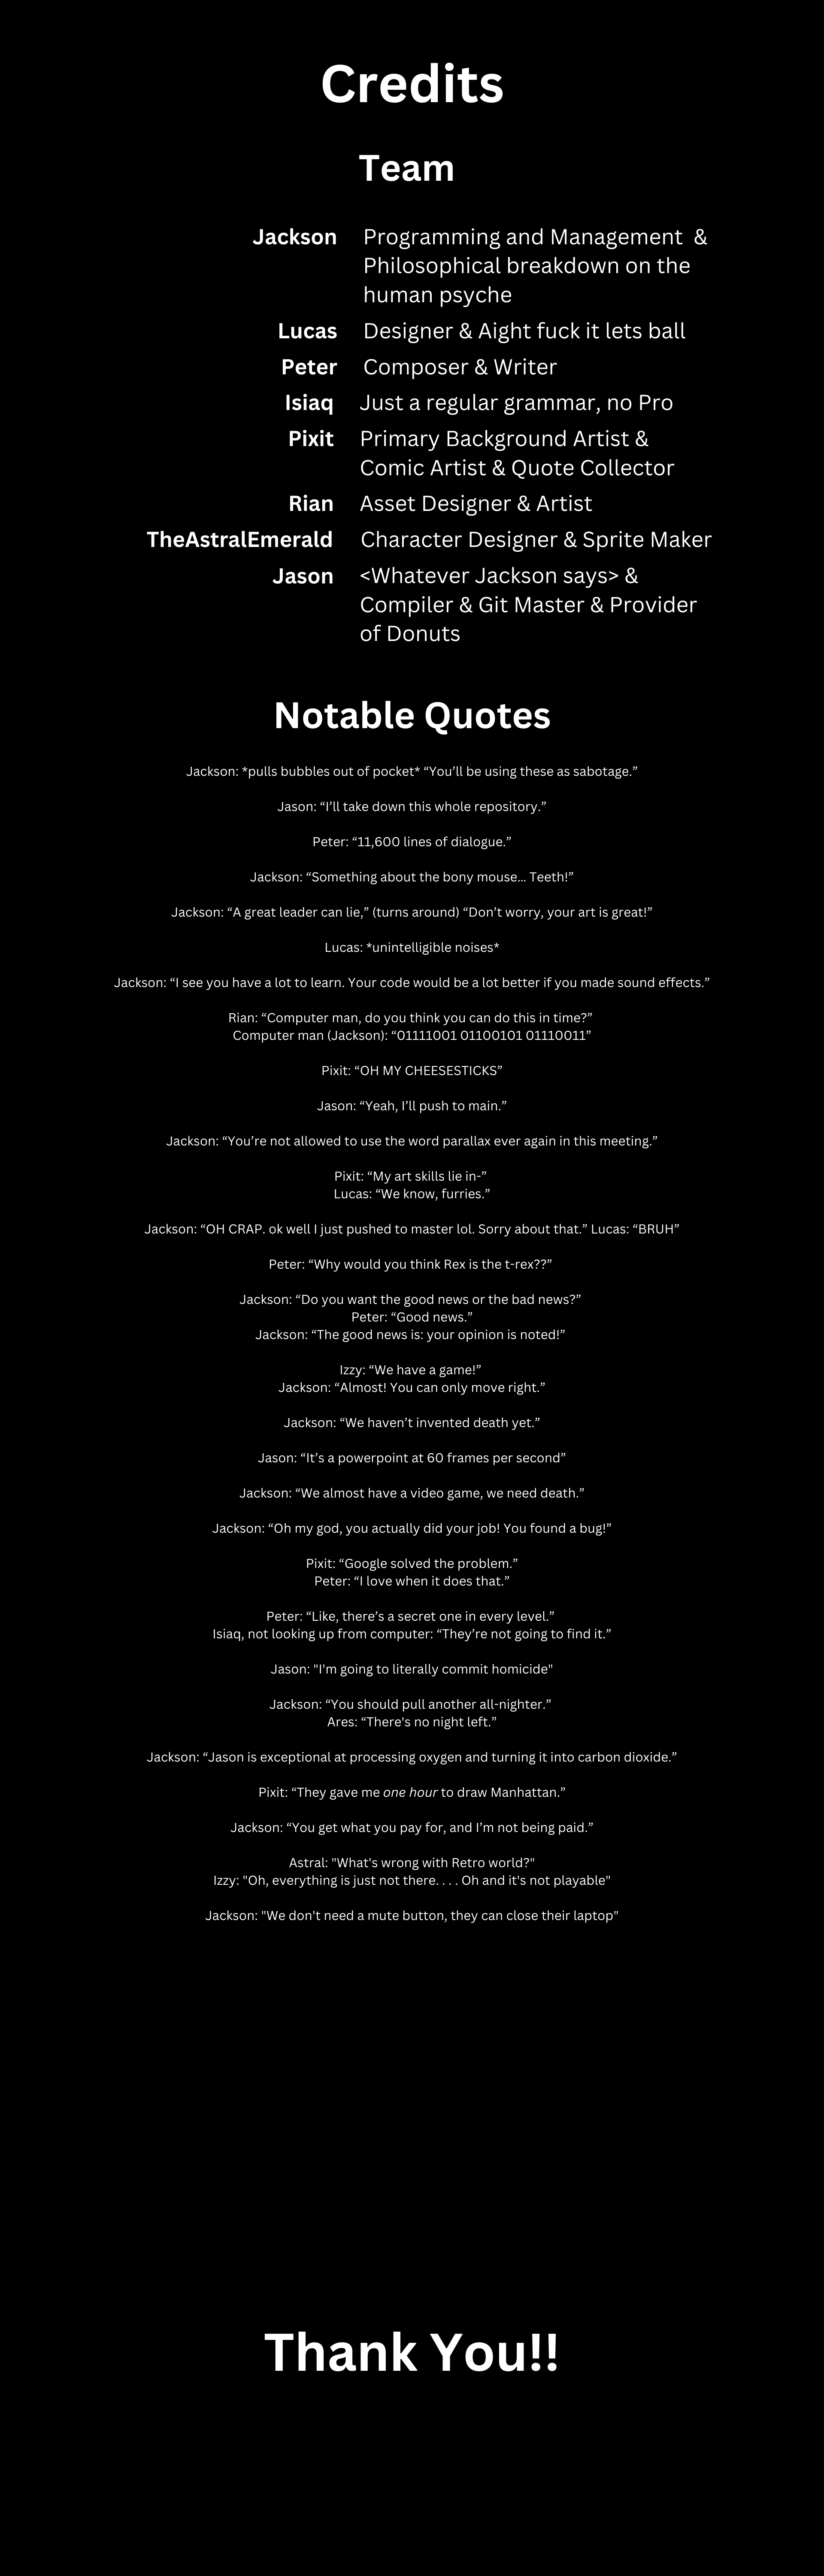 Credits
Team
Jackson Programming and Management & 
Philosophical breakdown on the
human psyche
Lucas Designer & Aight fuck it lets ball
Peter Composer & Writer
Isiaq Just a regular grammar, no Pro
Pixit Primary Background Artist &
Comic Artist & Quote Collector
Rian Asset Designer & Artist
TheAstralEmerald Character Designer & Sprite Maker
Jason <Whatever Jackson says> &
Compiler & Git Master & Provider
of Donuts
Notable Quotes
Jackson: *pulls bubbles out of pocket* “You’ll be using these as sabotage.”
Jason: “I’ll take down this whole repository.”
Peter: “11,600 lines of dialogue.”
Jackson: “Something about the bony mouse... Teeth!”
Jackson: “A great leader can lie,” (turns around) “Don’t worry, your art is great!”
Lucas: *unintelligible noises*
Jackson: “I see you have a lot to learn. Your code would be a lot better if you made sound effects.”
Rian: “Computer man, do you think you can do this in time?”
Computer man (Jackson): “01111001 01100101 01110011”
Pixit: “OH MY CHEESESTICKS”
Jason: “Yeah, I’ll push to main.”
Jackson: “You’re not allowed to use the word parallax ever again in this meeting.”
Pixit: “My art skills lie in-”
Lucas: “We know, furries.”
Jackson: “OH CRAP. ok well I just pushed to master lol. Sorry about that.” Lucas: “BRUH”
Peter: “Why would you think Rex is the t-rex??”
Jackson: “Do you want the good news or the bad news?”
Peter: “Good news.”
Jackson: “The good news is: your opinion is noted!”
Izzy: “We have a game!”
Jackson: “Almost! You can only move right.”
Jackson: “We haven’t invented death yet.”
Jason: “It’s a powerpoint at 60 frames per second”
Jackson: “We almost have a video game, we need death.”
Jackson: “Oh my god, you actually did your job! You found a bug!”
Pixit: “Google solved the problem.”
Peter: “I love when it does that.”
Peter: “Like, there’s a secret one in every level.”
Isiaq, not looking up from computer: “They’re not going to find it.”
Jason: "I'm going to literally commit homicide"
Jackson: “You should pull another all-nighter.”
Ares: “There's no night left.”
Jackson: “Jason is exceptional at processing oxygen and turning it into carbon dioxide.”
Pixit: “They gave me one hour to draw Manhattan.”
Jackson: “You get what you pay for, and I’m not being paid.”
Astral: "What's wrong with Retro world?"
Izzy: "Oh, everything is just not there. . . . Oh and it's not playable"
Jackson: "We don't need a mute button, they can close their laptop"
Thank You!!